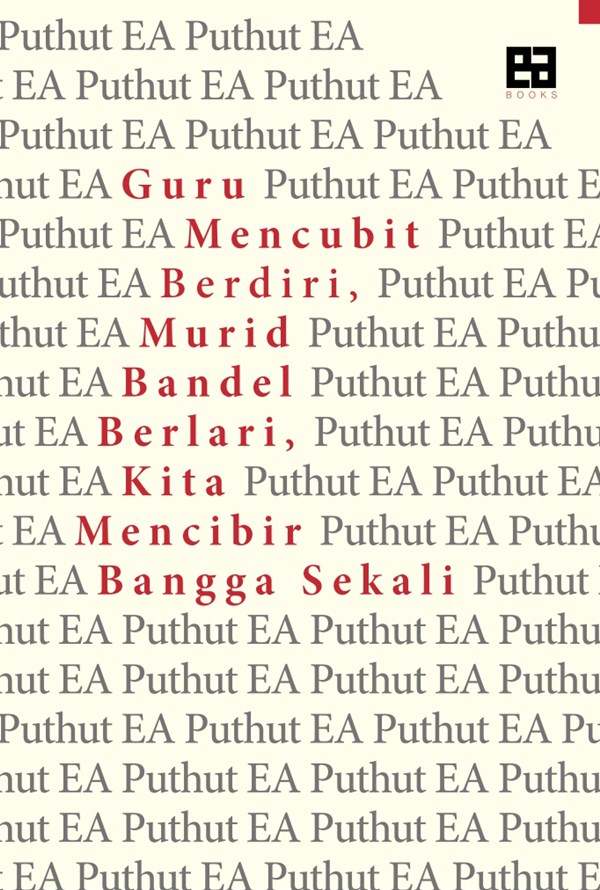 Puthut EA Puthut EA
t EA Puthut EA Puthut EA
ea
BOOKS
Puthut EA Puthut EA Puthut EA
hut EA Guru Puthut EA Puthut E
Puthut EA Mencubit Puthut EA
uthut EA Berdiri, Puthut EA Pu
thut EA Murid Puthut EA Puthu
hut EA Bandel Puthut EA Puthu
ut EA Berlari, Puthut EA Puthu
hut EA Kita Puthut EA Puthut EA
t EA Mencibir Puthut EA Puthu
ut EA Bangga Sekali Puthut
hut EA Puthut EA Puthut EA Puthu
hut EA Puthut EA Puthut EA Puthu
Puthut EA Puthut EA Puthut EA Pu
hut EA Puthut EA Puthut EA Puthu
hut EA Puthut EA Puthut EA Puthu
t EA Puthut EA Puthut EA Puthut E